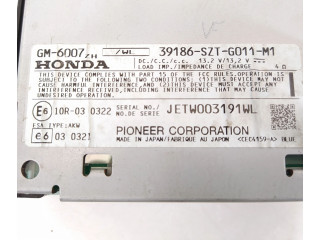 GM-6007ZH /WL 39186-SZT-G011-M1
HONDA DC./C.C./c.c. 13.2 V/13,2 V
LOAD IMP./IMPEDANCE DE CHARGE 4 Ω
THIS DEVICE COMPLIES WITH PART 15 OF THE FCC RULES. OPERATION IS
SUBJECT TO THE FOLLOWING TWO CONDITIONS: (1) THIS DEVICE MAY NOT
CAUSE HARMFUL INTERFERENCE, AND (2) THIS DEVICE MUST ACCEPT ANY
INTERFERENCE RECEIVED, INCLUDING INTERFERENCE THAT MAY CAUSE
UNDESIRED OPERATION.
E6 10R-03 0322 SERIAL NO./ NO. DE SERIE JETW003191WL
ESA TYPE:AKW
e6 03 0321 PIONEER CORPORATION
MADE IN JAPAN/FABRIQUÉ AU JAPON <CEC4159-A> BLUE